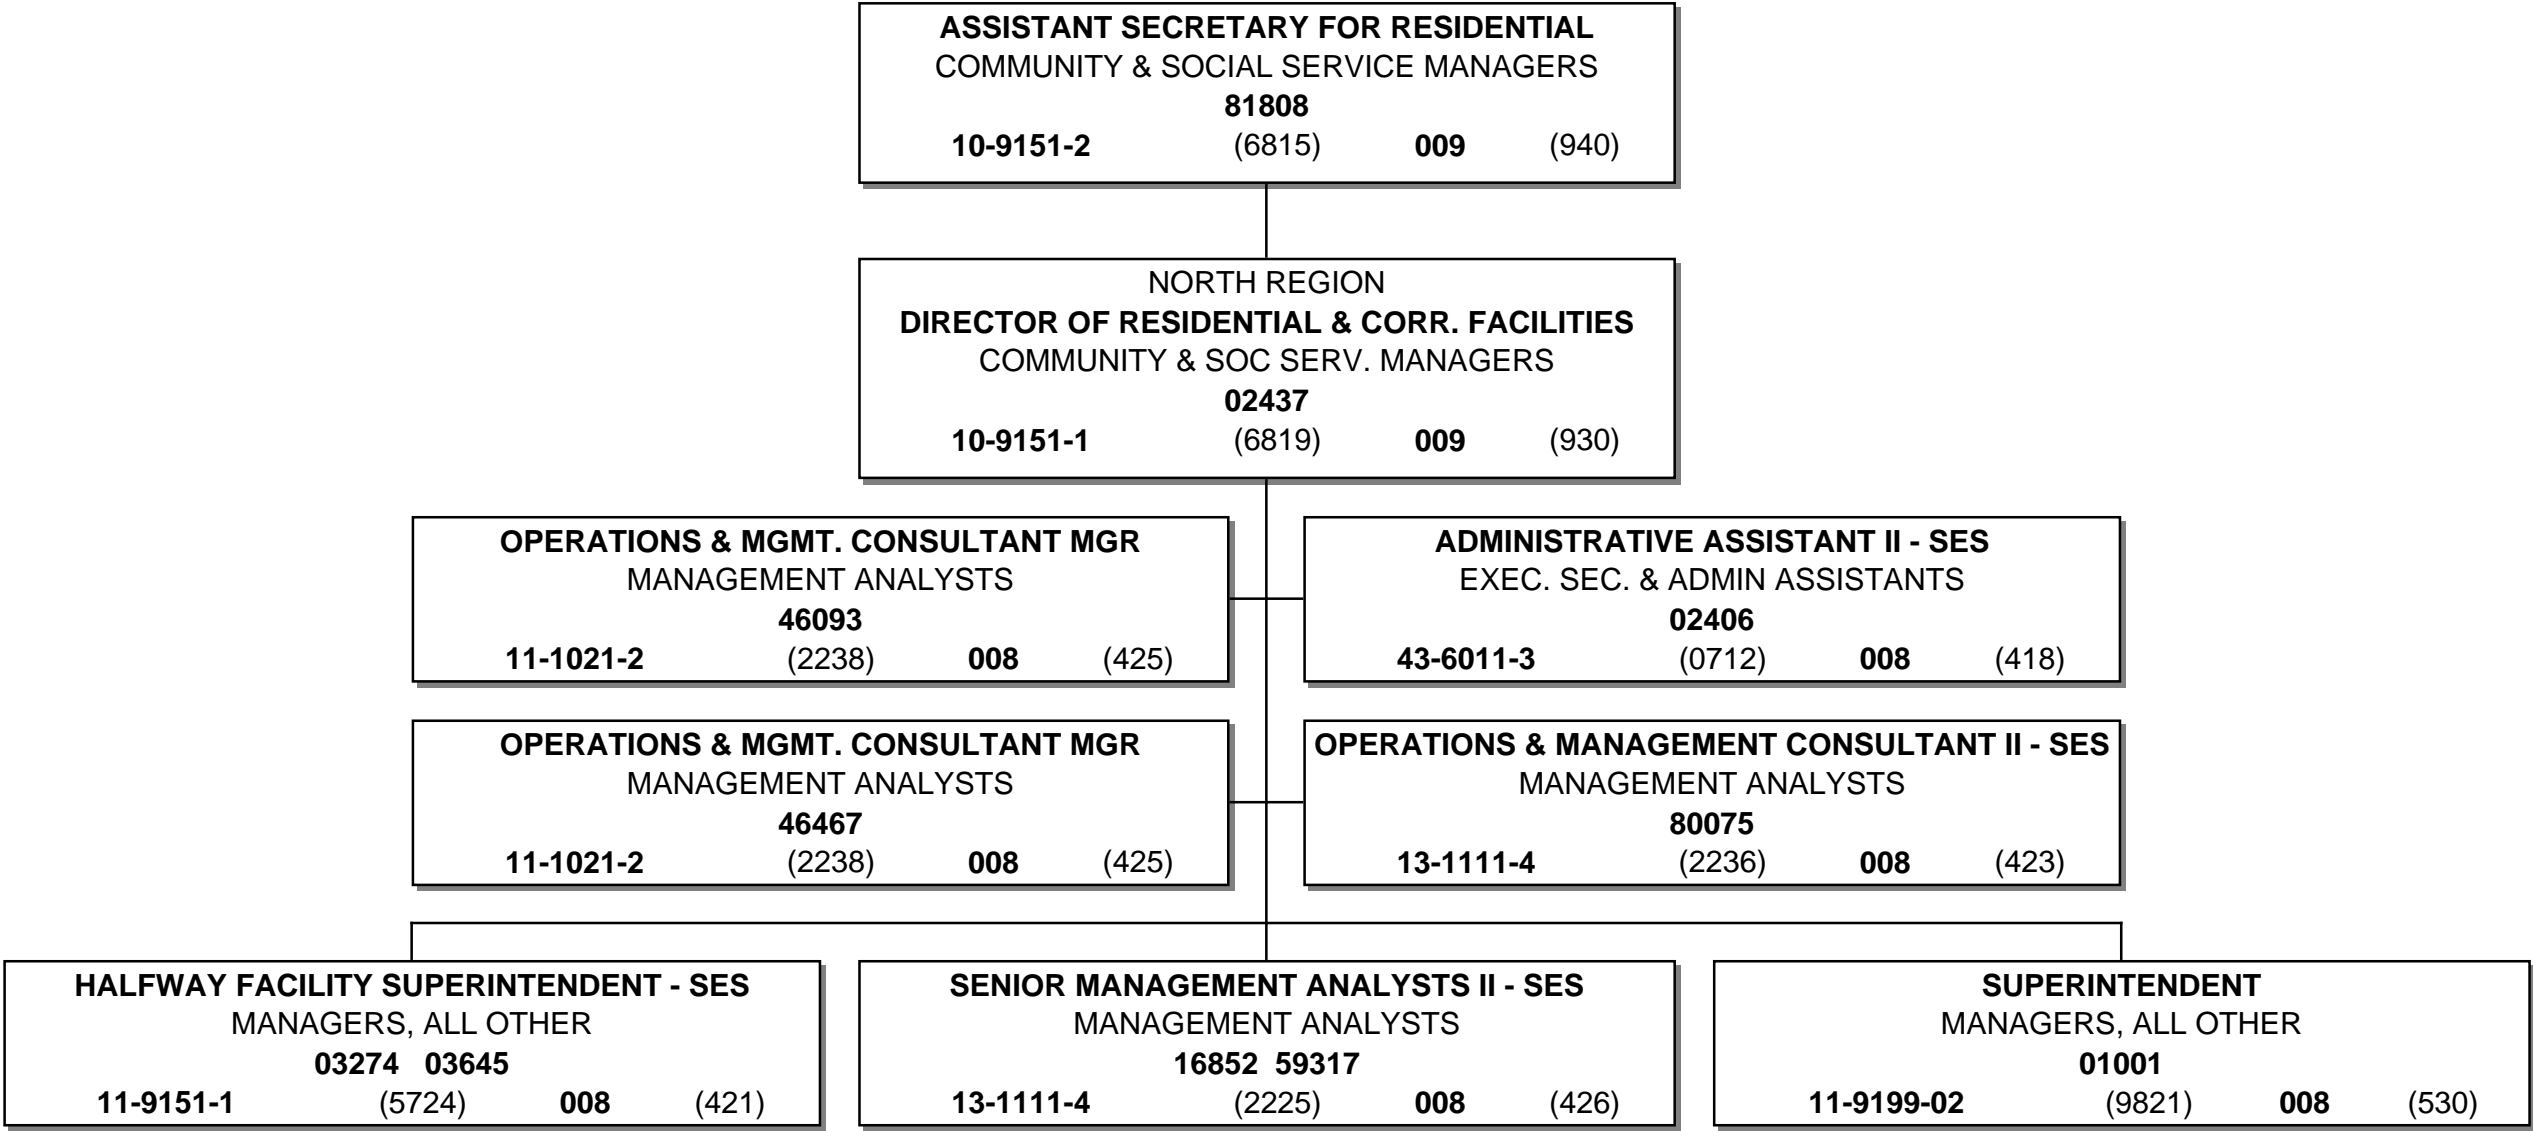 ASSISTANT SECRETARY FOR RESIDENTIAL
COMMUNITY & SOCIAL SERVICE MANAGERS
81808
10-9151-2 (6815) 009 (940)
NORTH REGION
DIRECTOR OF RESIDENTIAL & CORR. FACILITIES
COMMUNITY & SOC SERV. MANAGERS
02437
10-9151-1 (6819) 009 (930)
OPERATIONS & MGMT. CONSULTANT MGR
MANAGEMENT ANALYSTS
46093
11-1021-2 (2238) 008 (425)
ADMINISTRATIVE ASSISTANT II - SES
EXEC. SEC. & ADMIN ASSISTANTS
02406
43-6011-3 (0712) 008 (418)
OPERATIONS & MGMT. CONSULTANT MGR
MANAGEMENT ANALYSTS
46467
11-1021-2 (2238) 008 (425)
OPERATIONS & MANAGEMENT CONSULTANT II - SES
MANAGEMENT ANALYSTS
80075
13-1111-4 (2236) 008 (423)
HALFWAY FACILITY SUPERINTENDENT - SES
MANAGERS, ALL OTHER
03274 03645
11-9151-1 (5724) 008 (421)
SENIOR MANAGEMENT ANALYSTS II - SES
MANAGEMENT ANALYSTS
16852 59317
13-1111-4 (2225) 008 (426)
SUPERINTENDENT
MANAGERS, ALL OTHER
01001
11-9199-02 (9821) 008 (530)